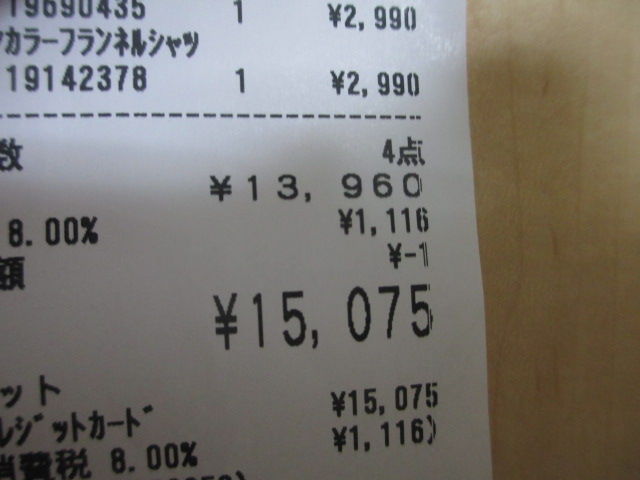 19690435 1 ¥2,990
カラーフランネルシャツ
19142378 1 ¥2,990
数 4点
¥13,960
8.00% ¥1,116
¥-1
額
¥15,075
ット ¥15,075
レジットカード ¥1,116)
消費税 8.00%